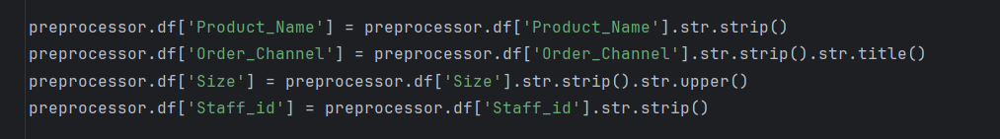 preprocessor.df['Product_Name'] = preprocessor.df['Product_Name'].str.strip()
preprocessor.df['Order_Channel'] = preprocessor.df['Order_Channel'].str.strip().str.title()
preprocessor.df['Size'] = preprocessor.df['Size'].str.strip().str.upper()
preprocessor.df['Staff_id'] = preprocessor.df['Staff_id'].str.strip()